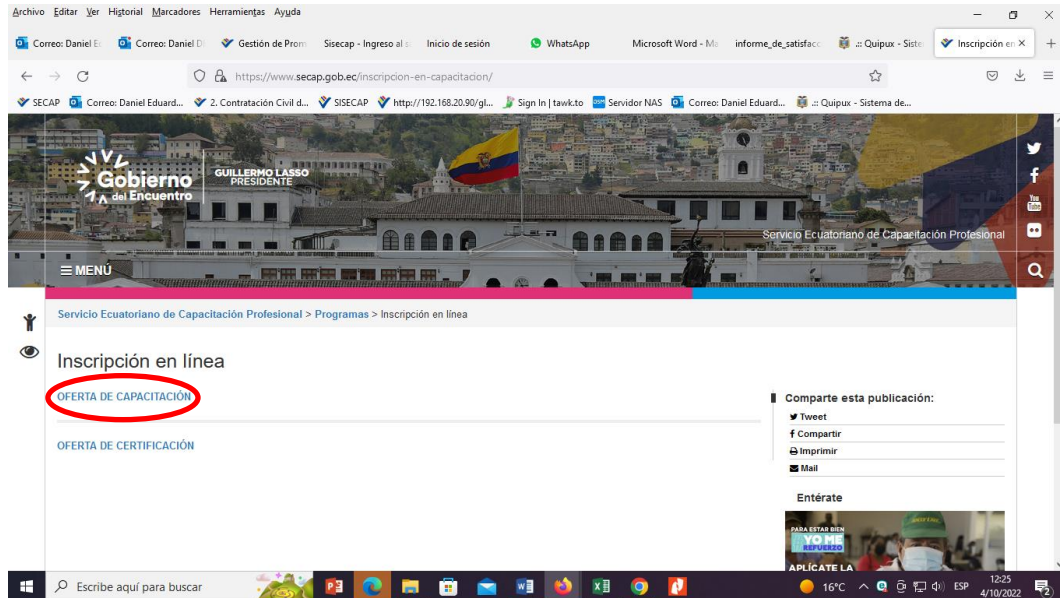 Archivo Editar Ver Historial Marcadores Herramientas Ayuda
Correo: Daniel E
Correo: Daniel D
Gestión de Prom
Sisecap - Ingreso al s
Inicio de sesión
WhatsApp
Microsoft Word - Ma
informe_de_satisfacc
.:: Quipux - Siste
Inscripción en
https://www.secap.gob.ec/inscripcion-en-capacitacion/
SECAP
Correo: Daniel Eduard...
2. Contratación Civil d...
SISECAP
http://192.168.20.90/gl...
Sign In | tawk.to
Servidor NAS
Correo: Daniel Eduard...
.:: Quipux - Sistema de...
Gobierno
del Encuentro
GUILLERMO LASSO
PRESIDENTE
You
Tube
Servicio Ecuatoriano de Capacitación Profesional
MENÚ
Servicio Ecuatoriano de Capacitación Profesional > Programas > Inscripción en línea
Inscripción en línea
OFERTA DE CAPACITACIÓN
OFERTA DE CERTIFICACIÓN
Comparte esta publicación:
Tweet
Compartir
Imprimir
Mail
Entérate
PARA ESTAR BIEN
YO ME
REFUERZO
APLÍCATE LA
Escribe aquí para buscar
16°C
ESP
12:25
4/10/2022
2